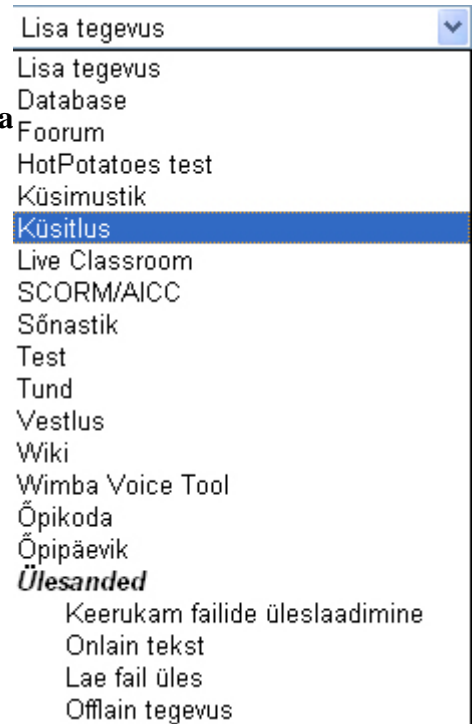 Lisa tegevus
Lisa tegevus
Database
a
Foorum
HotPotatoes test
Küsimustik
Küsitlus
Live Classroom
SCORM/AICC
Sõnastik
Test
Tund
Vestlus
Wiki
Wimba Voice Tool
Õpikoda
Õpipäevik
Ülesanded
Keerukam failide üleslaadimine
Onlain tekst
Lae fail üles
Offlain tegevus